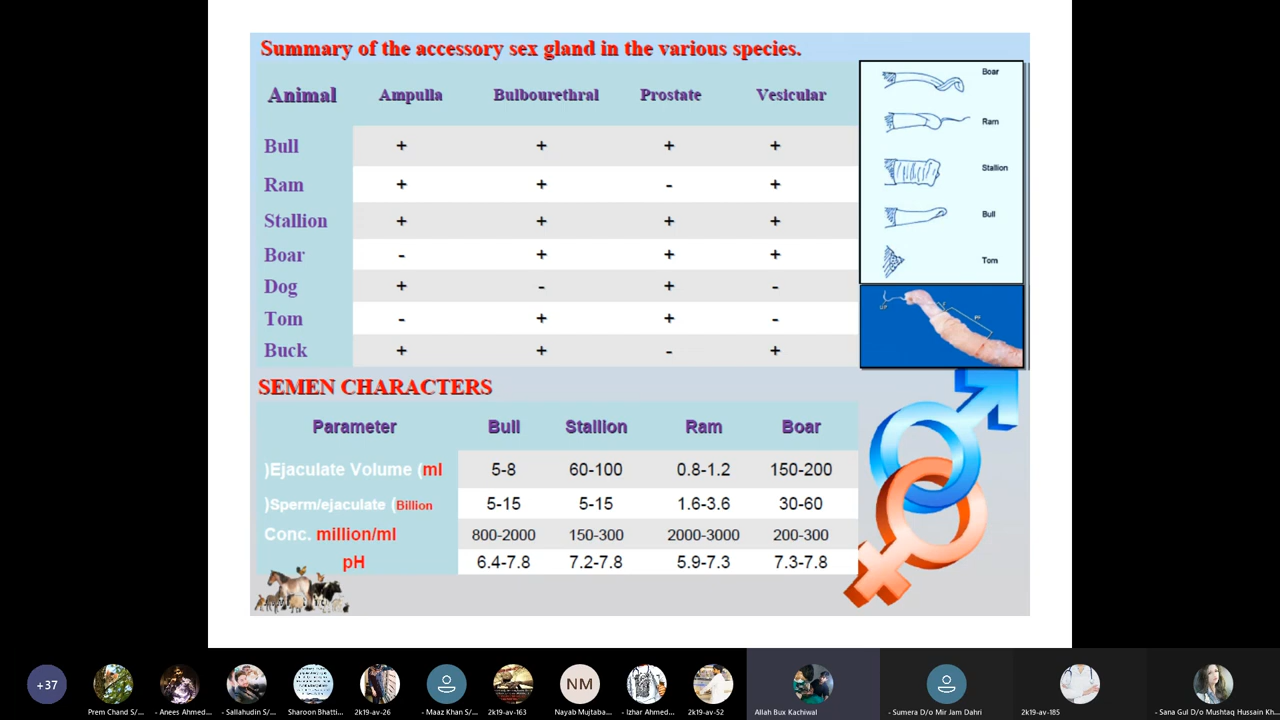 Summary of the accessory sex gland in the various species.
Animal Ampulla Bulbourethral Prostate Vesicular
Bull + + + +
Ram + + - +
Stallion + + + +
Boar - + + +
Dog + - + -
Tom - + + -
Buck + + - +
Boar
Ram
Stallion
Bull
Tom
SEMEN CHARACTERS
Parameter Bull Stallion Ram Boar
)Ejaculate Volume (ml 5-8 60-100 0.8-1.2 150-200
)Sperm/ejaculate (Billion 5-15 5-15 1.6-3.6 30-60
Conc. million/ml 800-2000 150-300 2000-3000 200-300
pH 6.4-7.8 7.2-7.8 5.9-7.3 7.3-7.8
+37
NM
Prem Chand S/...
- Anees Ahmed...
- Sallahudin S/...
Sharoon Bhatti...
2k19-av-26
- Maaz Khan S/...
2k19-av-163
Nayab Mujtaba...
- Izhar Ahmed...
2k19-av-52
Allah Bux Kachiwal
- Sumera D/o Mir Jam Dahri
2k19-av-185
- Sana Gul D/o Mushtaq Hussain Kh...